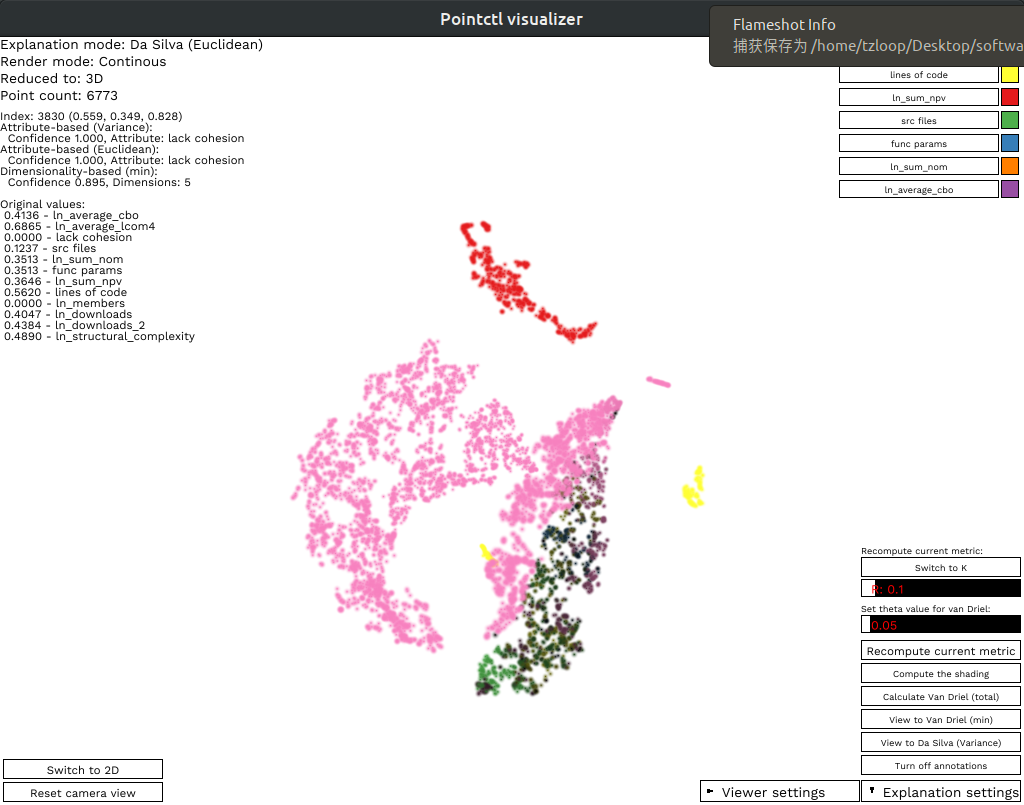 Pointctl visualizer
Flameshot Info
捕获保存为 /home/tzloop/Desktop/softwa
Explanation mode: Da Silva (Euclidean)
Render mode: Continous
Reduced to: 3D
Point count: 6773
Index: 3830 (0.559, 0.349, 0.828)
Attribute-based (Variance):
Confidence 1.000, Attribute: lack cohesion
Attribute-based (Euclidean):
Confidence 1.000, Attribute: lack cohesion
Dimensionality-based (min):
Confidence 0.895, Dimensions: 5
Original values:
0.4136 - ln_average_cbo
0.6865 - ln_average_lcom4
0.0000 - lack cohesion
0.1237 - src files
0.3513 - ln_sum_nom
0.3513 - func params
0.3646 - ln_sum_npv
0.5620 - lines of code
0.0000 - ln_members
0.4047 - ln_downloads
0.4384 - ln_downloads_2
0.4890 - ln_structural_complexity
lines of code
ln_sum_npv
src files
func params
ln_sum_nom
ln_average_cbo
Recompute current metric:
Switch to K
R: 0.1
Set theta value for van Driel:
0.05
Recompute current metric
Compute the shading
Calculate Van Driel (total)
View to Van Driel (min)
View to Da Silva (Variance)
Turn off annotations
Switch to 2D
Reset camera view
Viewer settings
Explanation settings